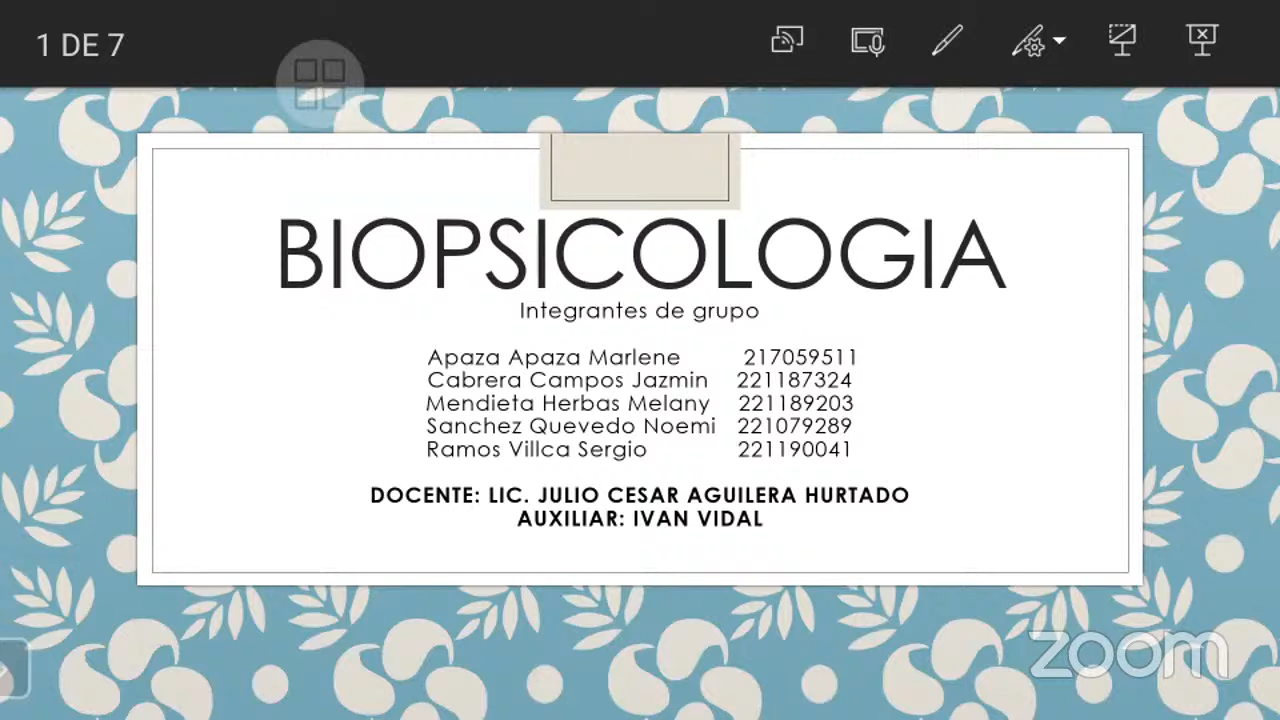 1 DE 7
BIOPSICOLOGIA
Integrantes de grupo
Apaza Apaza Marlene 217059511
Cabrera Campos Jazmin 221187324
Mendieta Herbas Melany 221189203
Sanchez Quevedo Noemi 221079289
Ramos Villca Sergio 221190041
DOCENTE: LIC. JULIO CESAR AGUILERA HURTADO
AUXILIAR: IVAN VIDAL
zoom